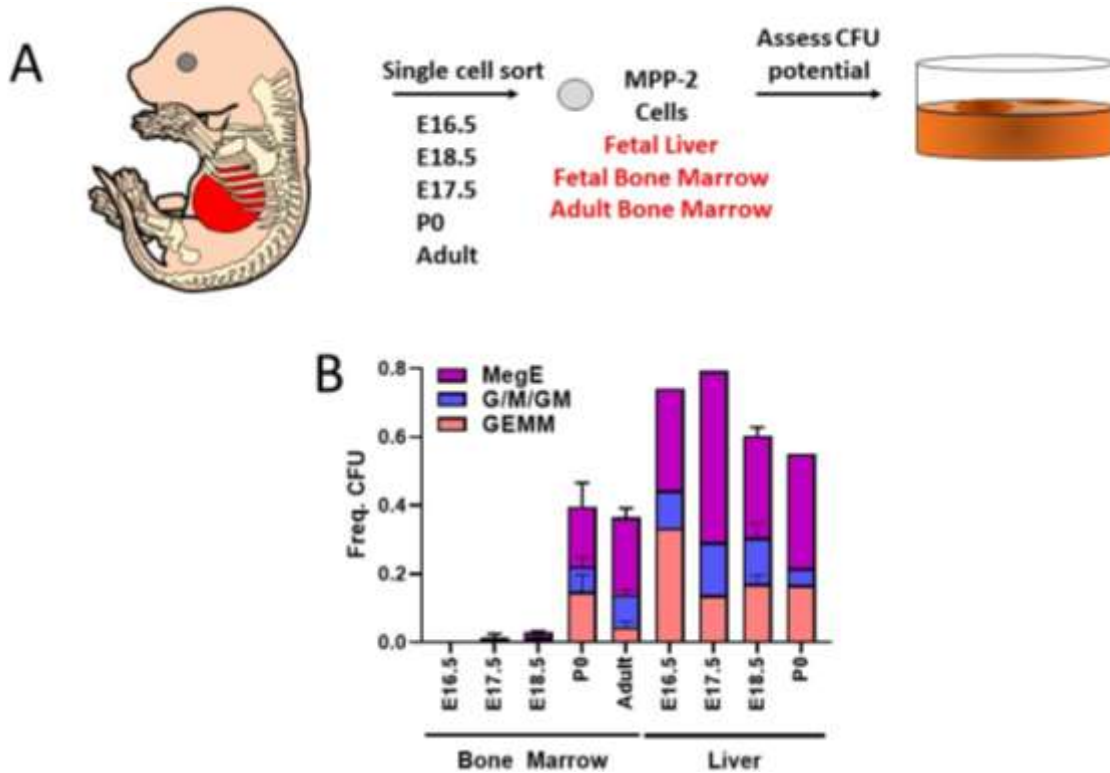 A
Single cell sort
E16.5
E18.5
E17.5
P0
Adult
MPP-2
Cells
Fetal Liver
Fetal Bone Marrow
Adult Bone Marrow
Assess CFU
potential
B
MegE
G/M/GM
GEMM
Freq. CFU
0.8
0.6
0.4
0.2
0.0
E16.5
E17.5
E18.5
P0
Adult
E16.5
E17.5
E18.5
P0
Bone Marrow
Liver